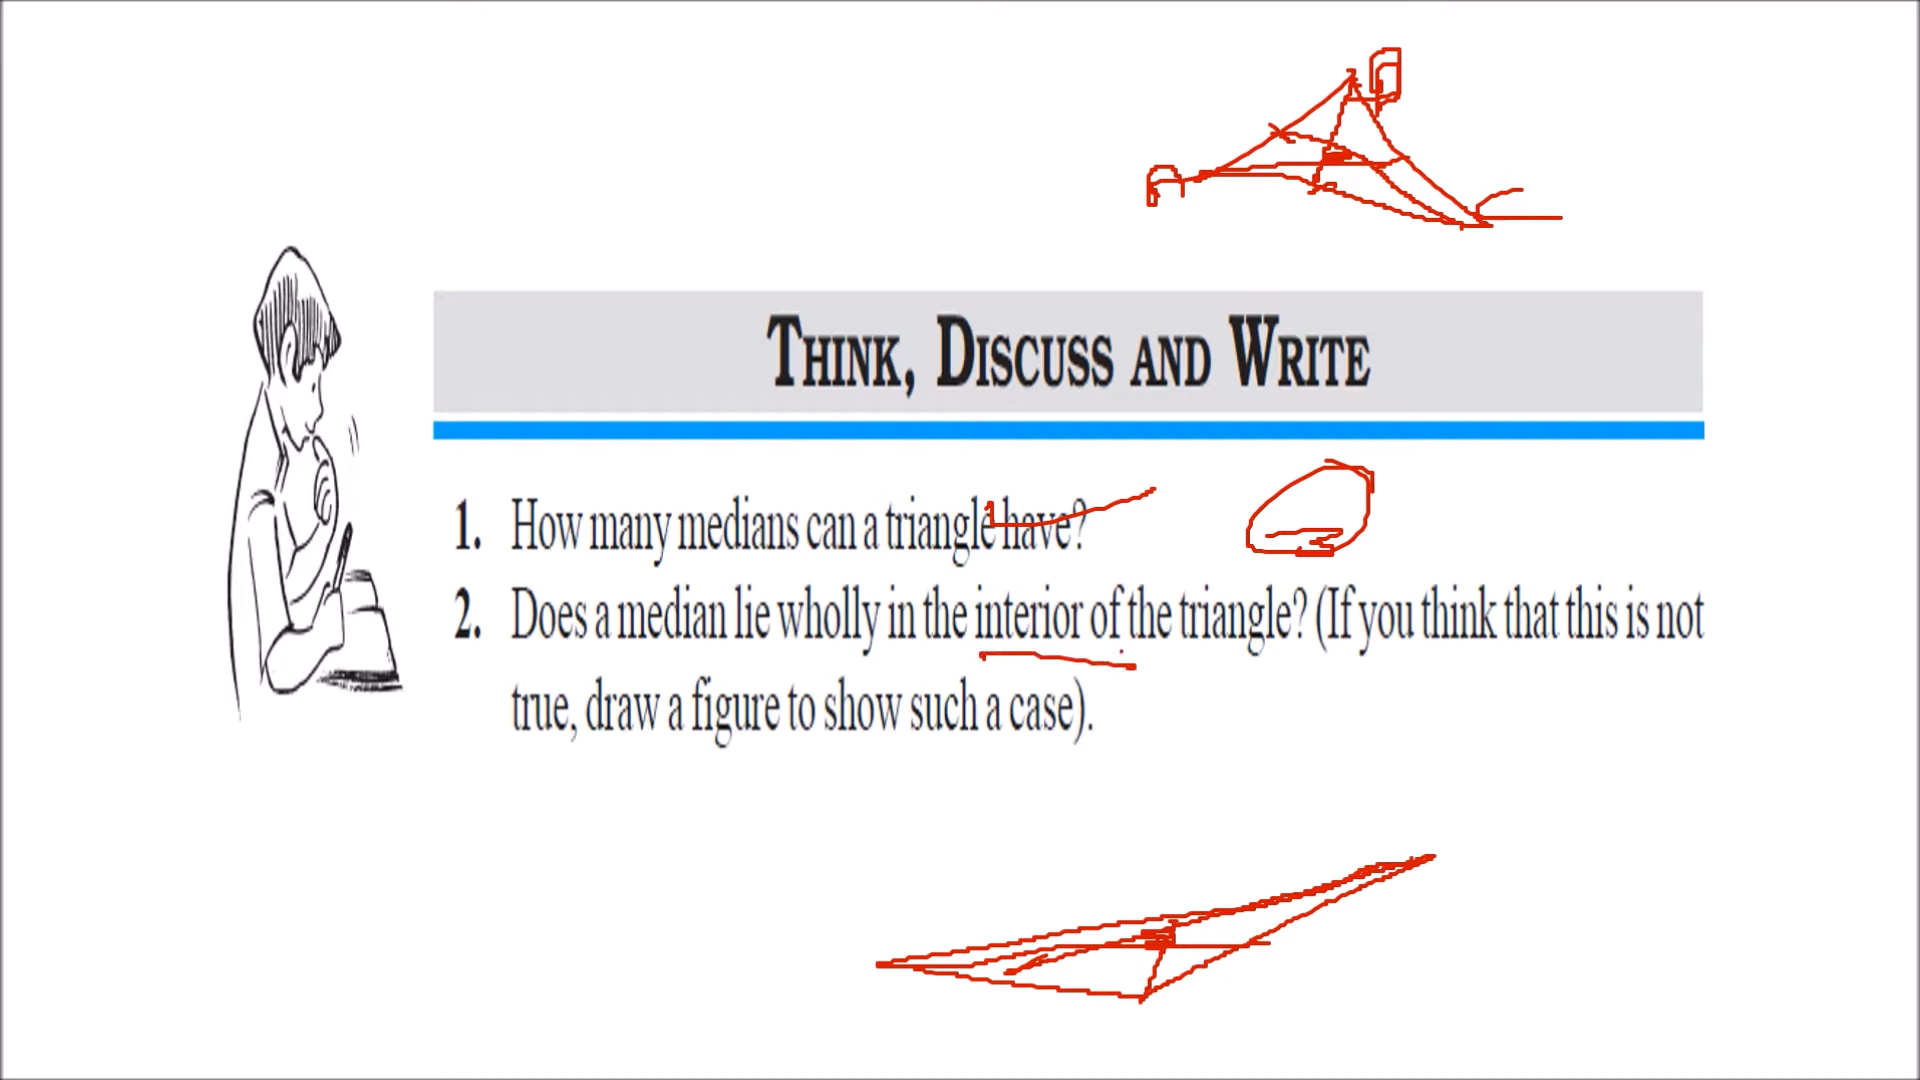 THINK, DISCUSS AND WRITE
1. How many medians can a triangle have?
2. Does a median lie wholly in the interior of the triangle? (If you think that this is not
true, draw a figure to show such a case).